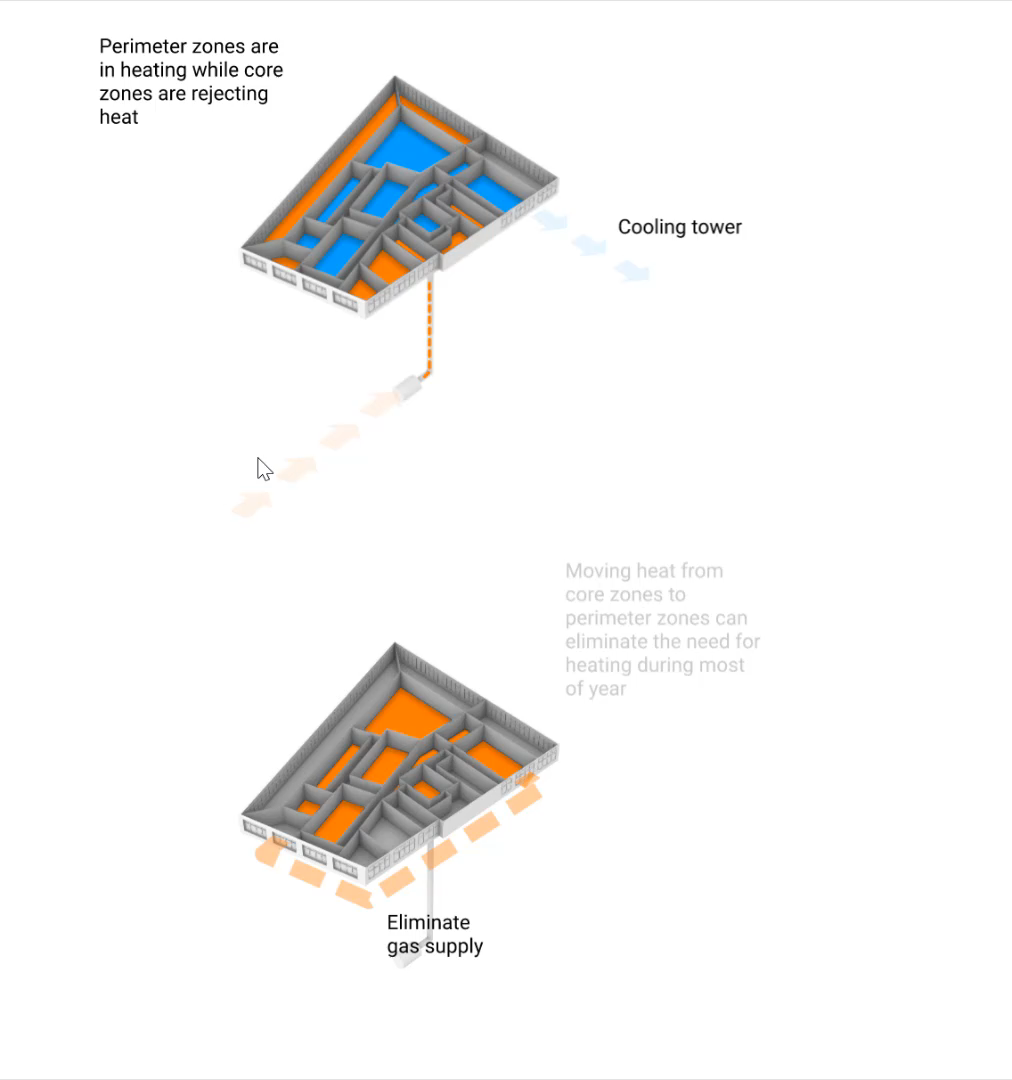 Perimeter zones are
in heating while core
zones are rejecting
heat
Cooling tower
Moving heat from
core zones to
perimeter zones can
eliminate the need for
heating during most
of year
Eliminate
gas supply